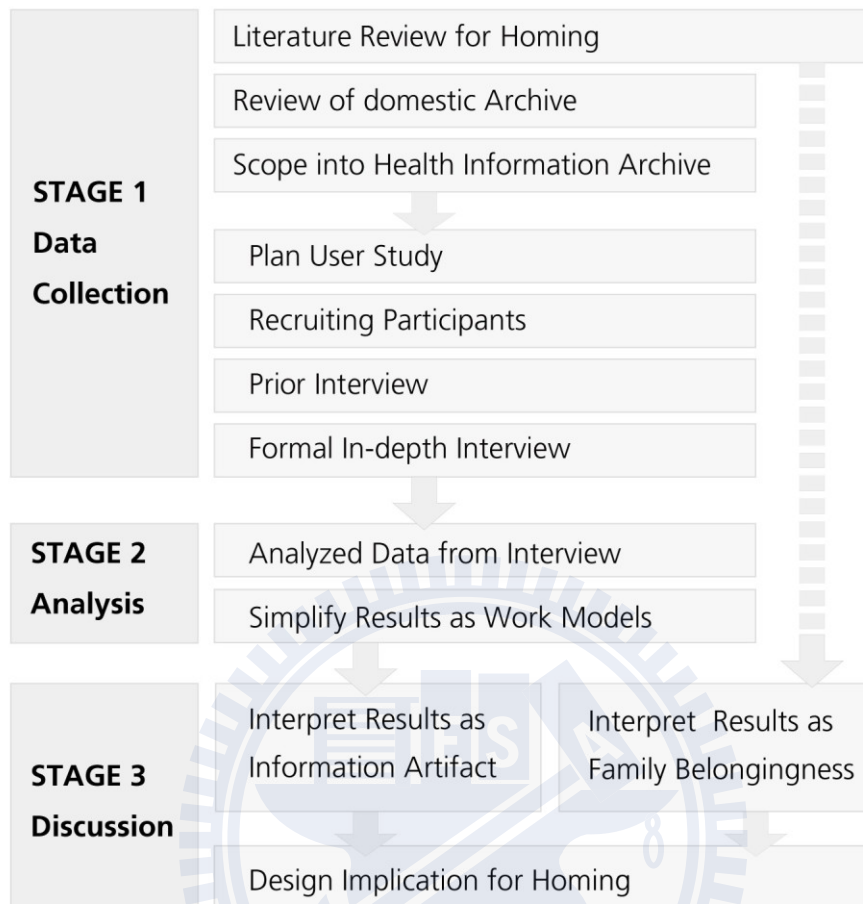 Literature Review for Homing
Review of domestic Archive
Scope into Health Information Archive
STAGE 1
Data
Collection
Plan User Study
Recruiting Participants
Prior Interview
Formal In-depth Interview
STAGE 2
Analysis
Analyzed Data from Interview
Simplify Results as Work Models
STAGE 3
Discussion
Interpret Results as
Information Artifact
Interpret Results as
Family Belongingness
Design Implication for Homing